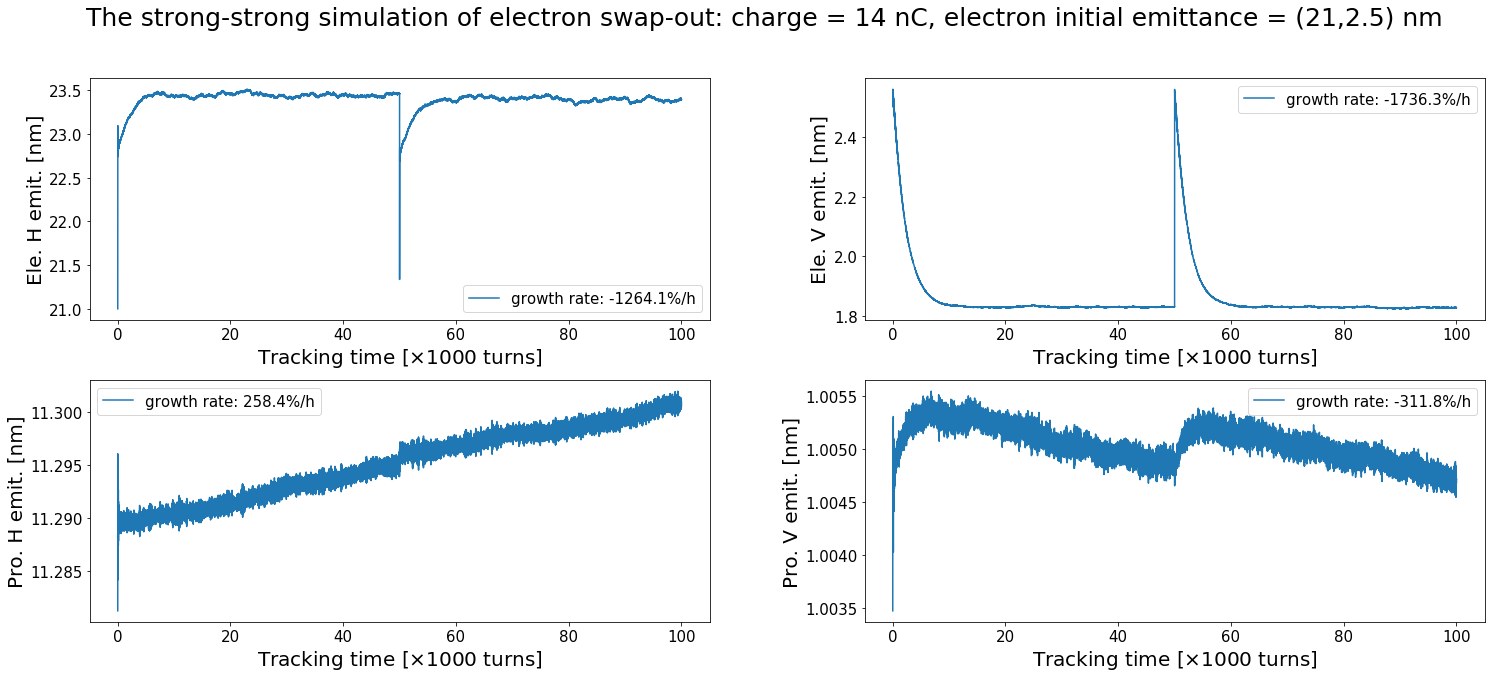 The strong-strong simulation of electron swap-out: charge = 14 nC, electron initial emittance = (21,2.5) nm
Ele. H emit. [nm]
23.5
23.0
22.5
22.0
21.5
21.0
growth rate: -1264.1%/h
0 20 40 60 80 100
Tracking time [×1000 turns]
Ele. V emit. [nm]
2.4
2.2
2.0
1.8
growth rate: -1736.3%/h
0 20 40 60 80 100
Tracking time [×1000 turns]
Pro. H emit. [nm]
11.300
11.295
11.290
11.285
growth rate: 258.4%/h
0 20 40 60 80 100
Tracking time [×1000 turns]
Pro. V emit. [nm]
1.0055
1.0050
1.0045
1.0040
1.0035
growth rate: -311.8%/h
0 20 40 60 80 100
Tracking time [×1000 turns]